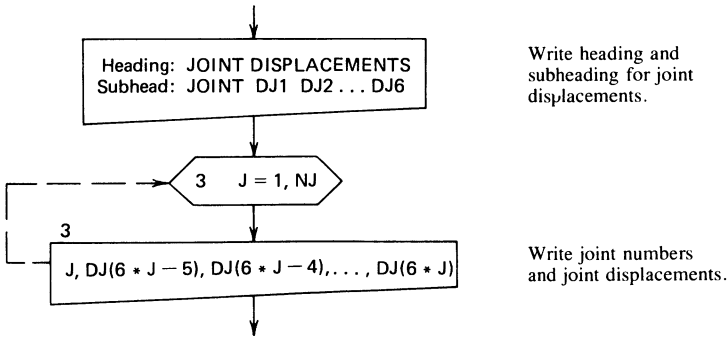 Heading: JOINT DISPLACEMENTS
Subhead: JOINT DJ1 DJ2 . . . DJ6
Write heading and
subheading for joint
displacements.
3 J = 1, NJ
3
J, DJ(6 * J − 5), DJ(6 * J − 4), . . . , DJ(6 * J)
Write joint numbers
and joint displacements.